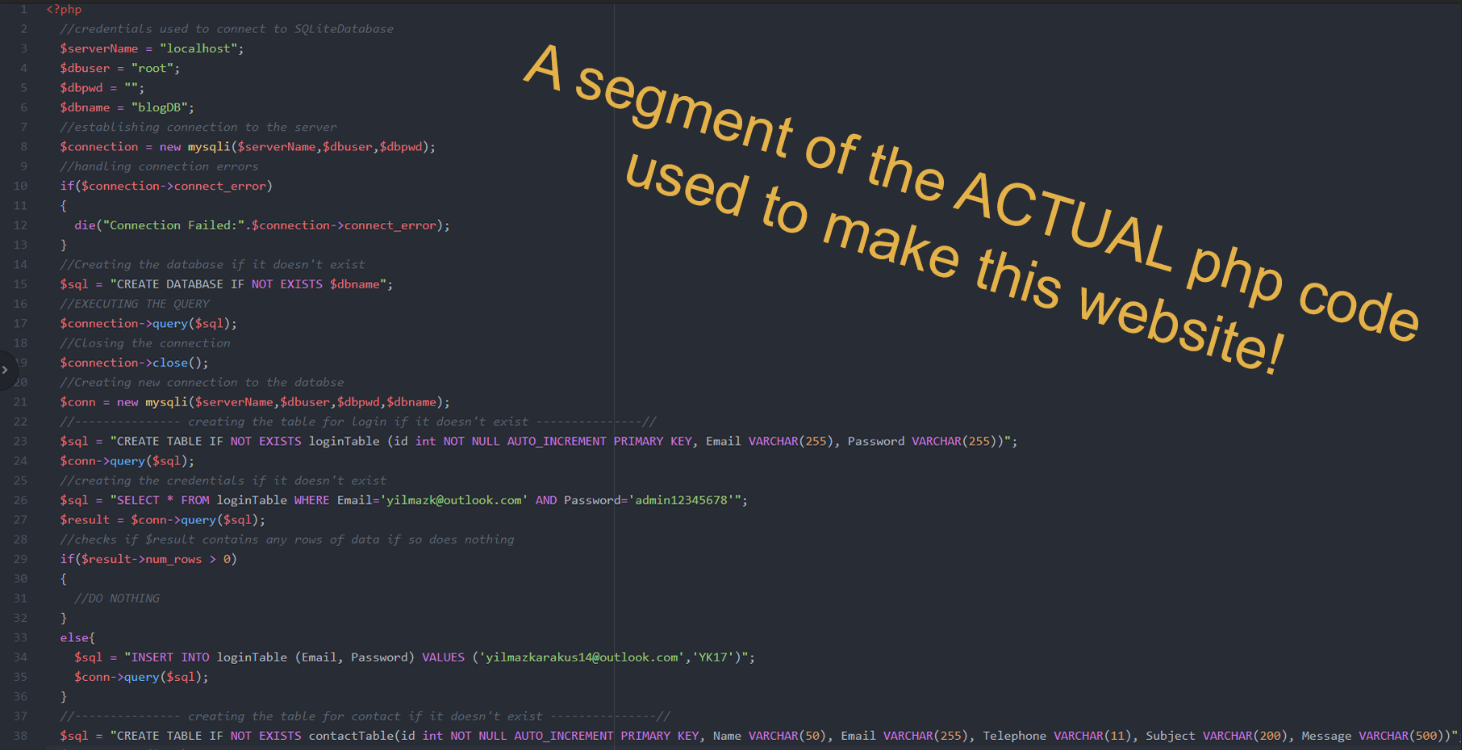 1 <?php
2 //credentials used to connect to SQLiteDatabase
3 $serverName = "localhost";
4 $dbuser = "root";
5 $dbpwd = "";
6 $dbname = "blogDB";
7 //establishing connection to the server
8 $connection = new mysqli($serverName,$dbuser,$dbpwd);
9 //handling connection errors
10 if($connection->connect_error)
11 {
12 die("Connection Failed:".$connection->connect_error);
13 }
14 //Creating the database if it doesn't exist
15 $sql = "CREATE DATABASE IF NOT EXISTS $dbname";
16 //EXECUTING THE QUERY
17 $connection->query($sql);
18 //Closing the connection
19 $connection->close();
20 //Creating new connection to the databse
21 $conn = new mysqli($serverName,$dbuser,$dbpwd,$dbname);
22 //--------------- creating the table for login if it doesn't exist ---------------//
23 $sql = "CREATE TABLE IF NOT EXISTS loginTable (id int NOT NULL AUTO_INCREMENT PRIMARY KEY, Email VARCHAR(255), Password VARCHAR(255))";
24 $conn->query($sql);
25 //creating the credentials if it doesn't exist
26 $sql = "SELECT * FROM loginTable WHERE Email='yilmazk@outlook.com' AND Password='admin12345678'";
27 $result = $conn->query($sql);
28 //checks if $result contains any rows of data if so does nothing
29 if($result->num_rows > 0)
30 {
31 //DO NOTHING
32 }
33 else{
34 $sql = "INSERT INTO loginTable (Email, Password) VALUES ('yilmazkarakus14@outlook.com','YK17')";
35 $conn->query($sql);
36 }
37 //--------------- creating the table for contact if it doesn't exist ---------------//
38 $sql = "CREATE TABLE IF NOT EXISTS contactTable(id int NOT NULL AUTO_INCREMENT PRIMARY KEY, Name VARCHAR(50), Email VARCHAR(255), Telephone VARCHAR(11), Subject VARCHAR(200), Message VARCHAR(500))"
A segment of the ACTUAL php code
used to make this website!